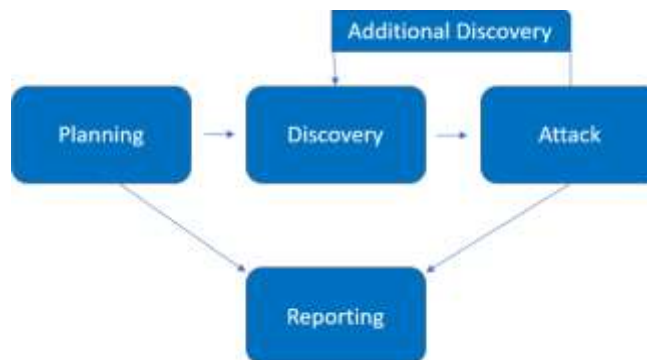 Additional Discovery
Planning
Discovery
Attack
Reporting